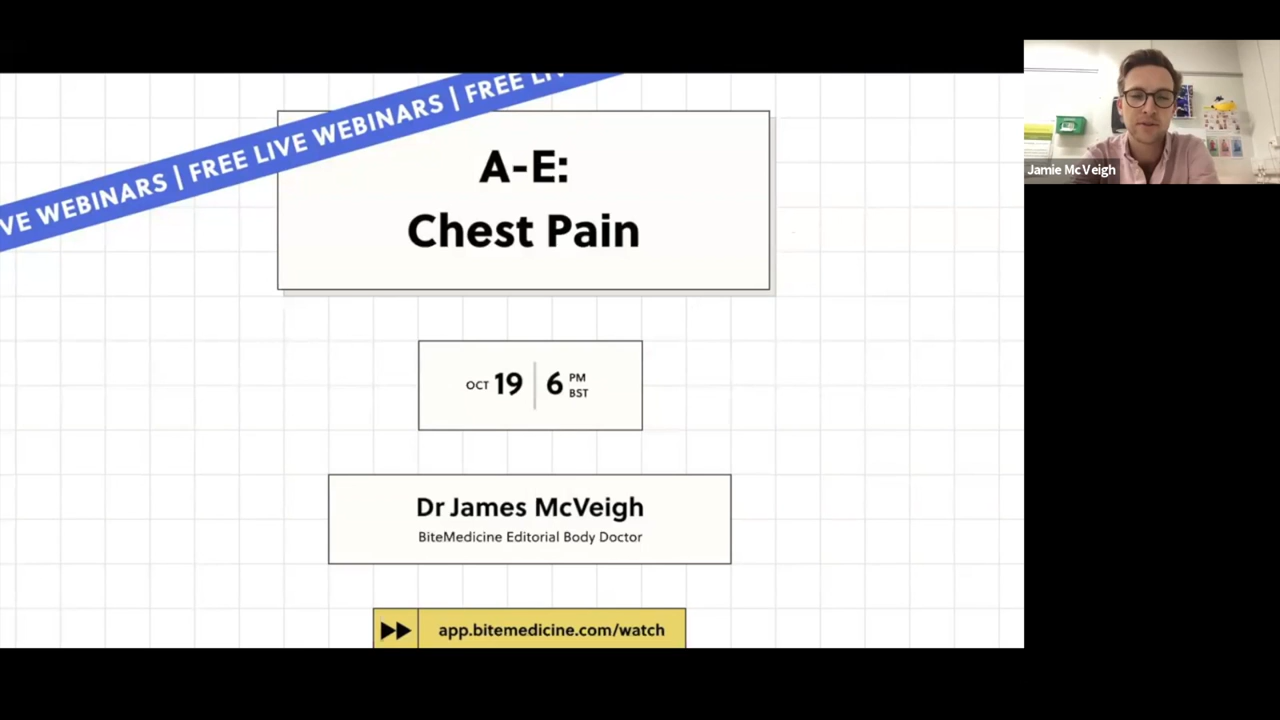 VE WEBINARS | FREE LIVE WEBINARS | FREE LIV
A-E:
Chest Pain
OCT 19 | 6 PM BST
Dr James McVeigh
BiteMedicine Editorial Body Doctor
app.bitemedicine.com/watch
Jamie McVeigh